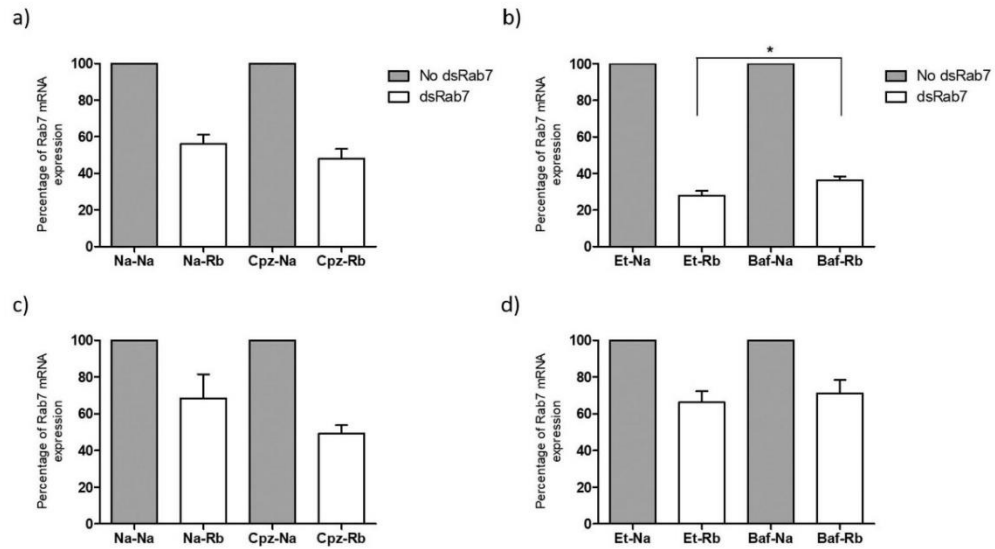 a)
Percentage of Rab7 mRNA
expression
100
80
60
40
20
0
Na-Na Na-Rb Cpz-Na Cpz-Rb
No dsRab7
dsRab7
b)
Percentage of Rab7 mRNA
expression
100
80
60
40
20
0
*
Et-Na Et-Rb Baf-Na Baf-Rb
No dsRab7
dsRab7
c)
Percentage of Rab7 mRNA
expression
100
80
60
40
20
0
Na-Na Na-Rb Cpz-Na Cpz-Rb
d)
Percentage of Rab7 mRNA
expression
100
80
60
40
20
0
Et-Na Et-Rb Baf-Na Baf-Rb